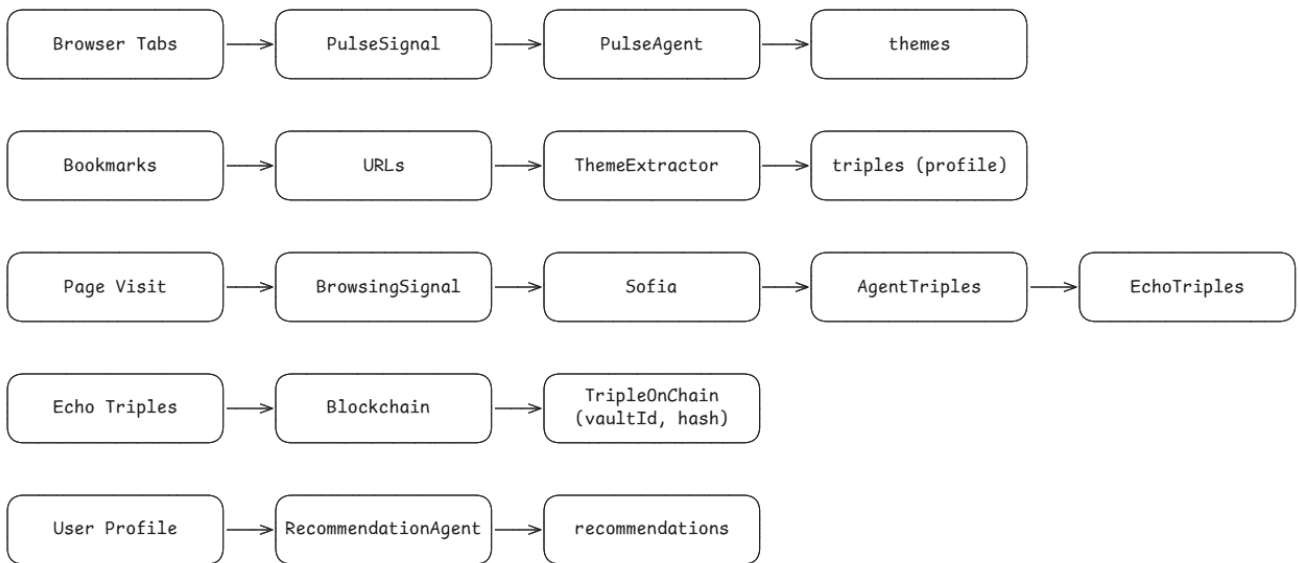 Browser Tabs
PulseSignal
PulseAgent
themes
Bookmarks
URLs
ThemeExtractor
triples (profile)
Page Visit
BrowsingSignal
Sofia
AgentTriples
EchoTriples
Echo Triples
Blockchain
TripleOnChain
(vaultId, hash)
User Profile
RecommendationAgent
recommendations